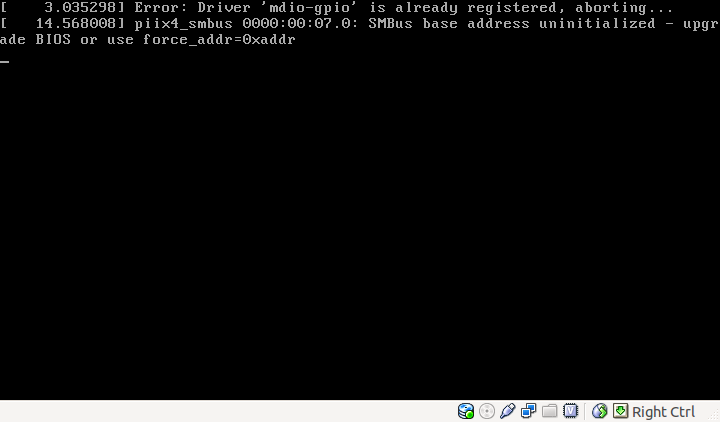 [    3.035298] Error: Driver 'mdio-gpio' is already registered, aborting...
[   14.568008] piix4_smbus 0000:00:07.0: SMBus base address uninitialized - upgr
ade BIOS or use force_addr=0xaddr
_
V
Right Ctrl